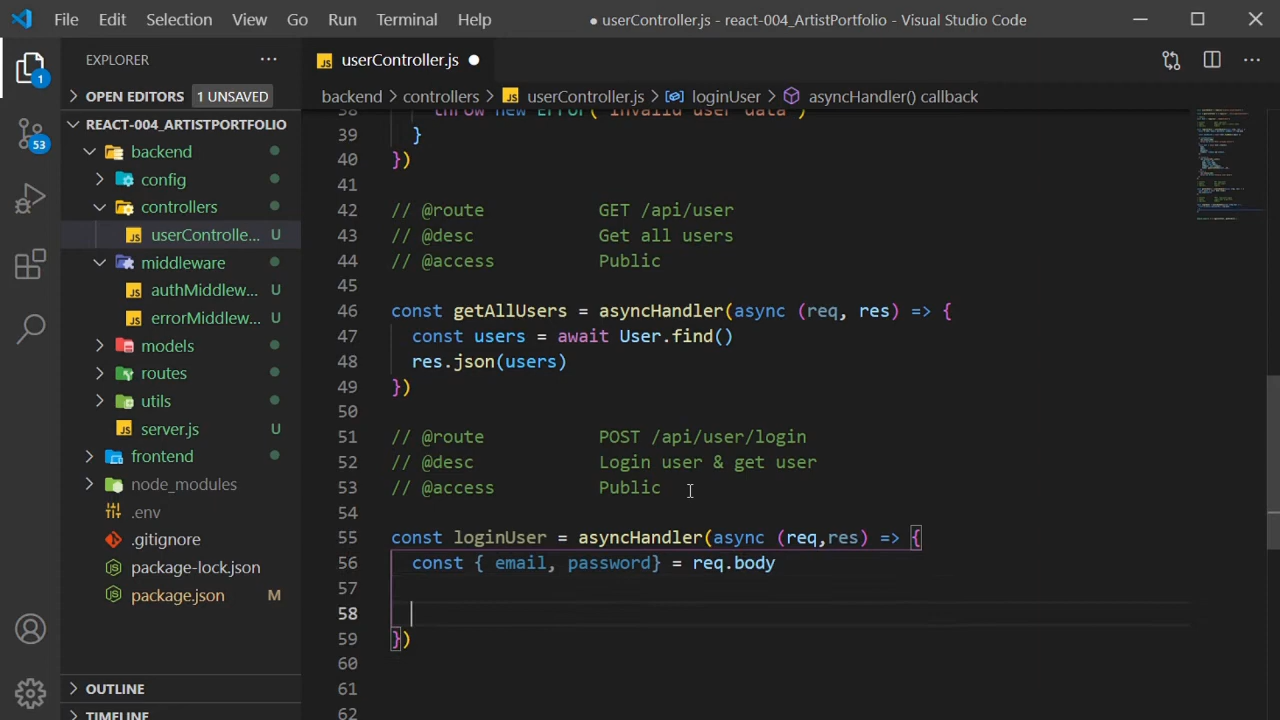 File Edit Selection View Go Run Terminal Help ● userController.js - react-004_ArtistPortfolio - Visual Studio Code
EXPLORER
JS userController.js
OPEN EDITORS 1 UNSAVED
backend > controllers > JS userController.js > loginUser > asyncHandler() callback
1
53
REACT-004_ARTISTPORTFOLIO
backend
config
controllers
JS userControlle... U
middleware
JS authMiddlew... U
JS errorMiddlew... U
models
routes
utils
JS server.js U
frontend
node_modules
.env
.gitignore
package-lock.json
package.json M
OUTLINE
TIMELINE
38 throw new Error("Invalid user data")
39 }
40 })
41
42 // @route GET /api/user
43 // @desc Get all users
44 // @access Public
45
46 const getAllUsers = asyncHandler(async (req, res) => {
47 const users = await User.find()
48 res.json(users)
49 })
50
51 // @route POST /api/user/login
52 // @desc Login user & get user
53 // @access Public
54
55 const loginUser = asyncHandler(async (req,res) => {
56 const { email, password} = req.body
57
58
59 })
60
61
62